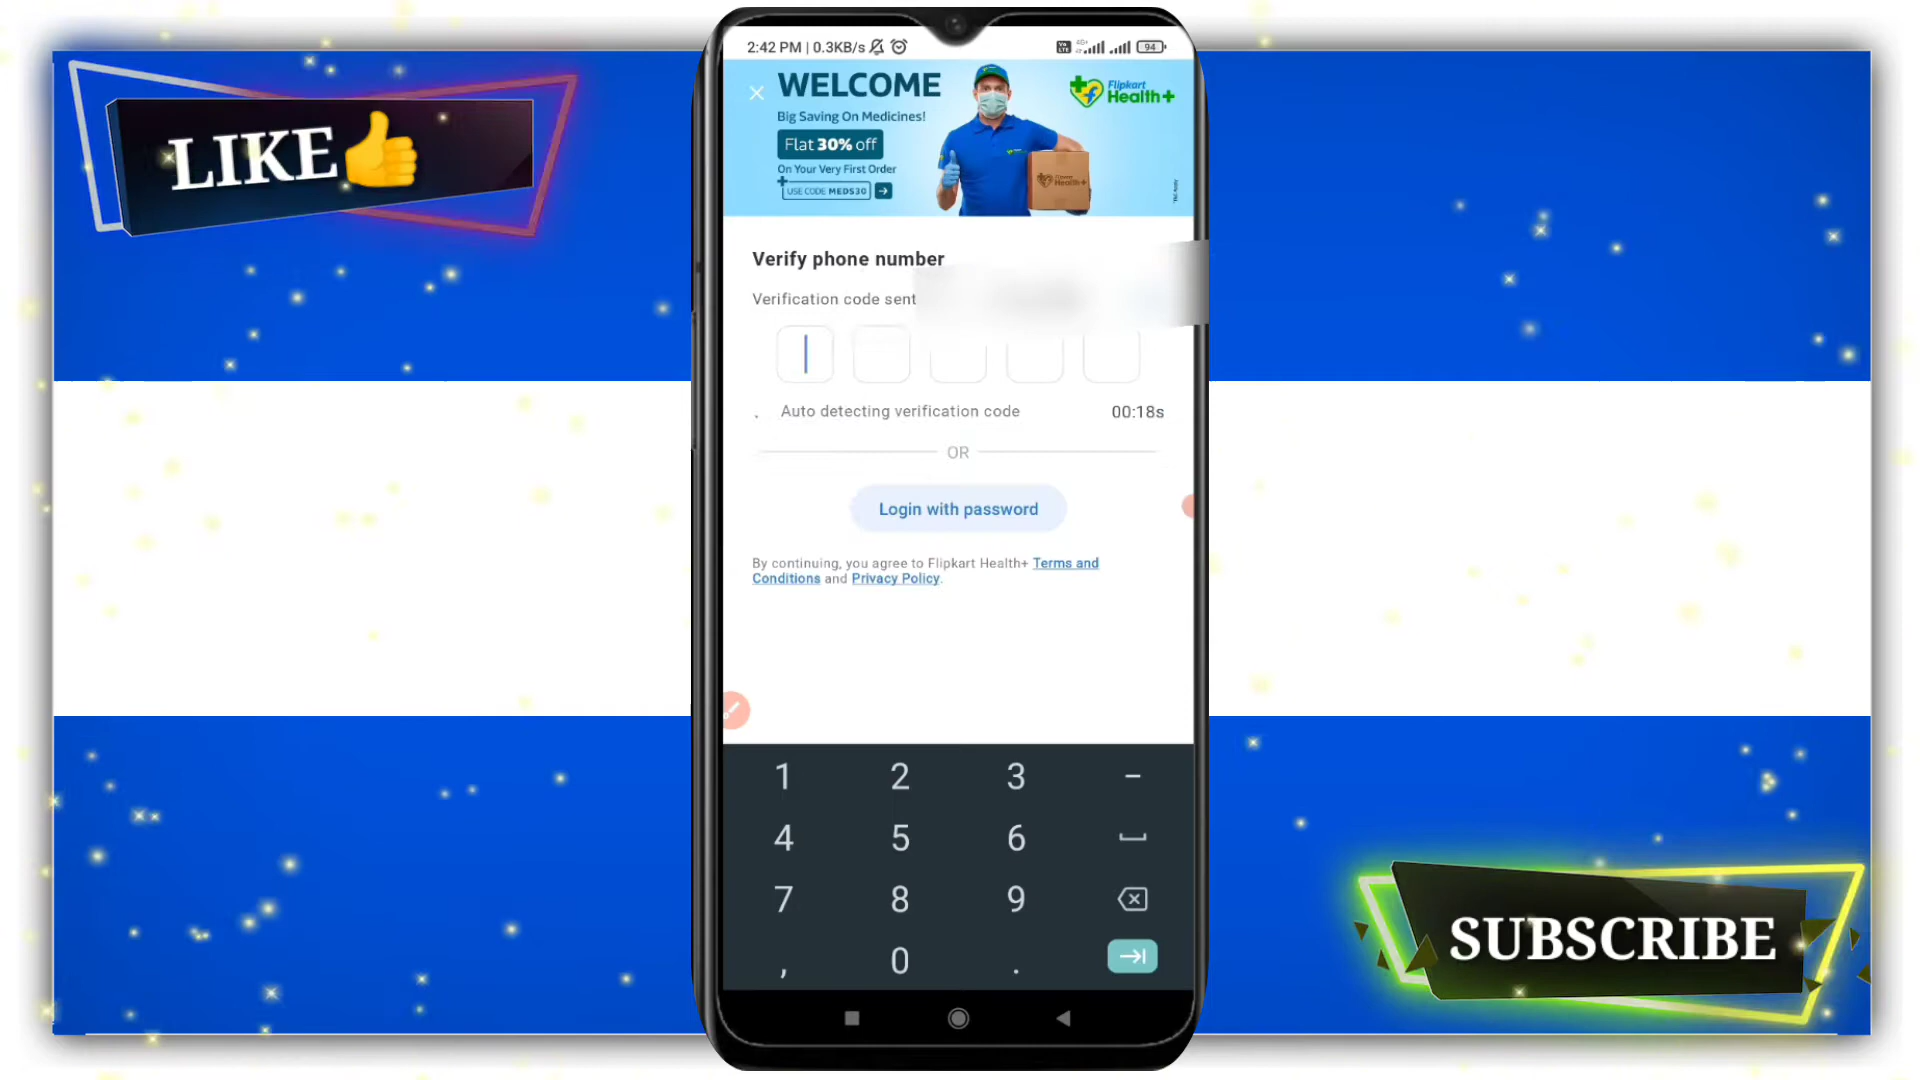 LIKE👍
2:42 PM | 0.3KB/s
94
WELCOME
Flipkart
Health+
Big Saving On Medicines!
Flat 30% off
On Your Very First Order
USE CODE MEDS30
Verify phone number
Verification code sent
Auto detecting verification code 00:18s
OR
Login with password
By continuing, you agree to Flipkart Health+ Terms and
Conditions and Privacy Policy.
1 2 3 -
4 5 6
7 8 9
, 0 .
SUBSCRIBE